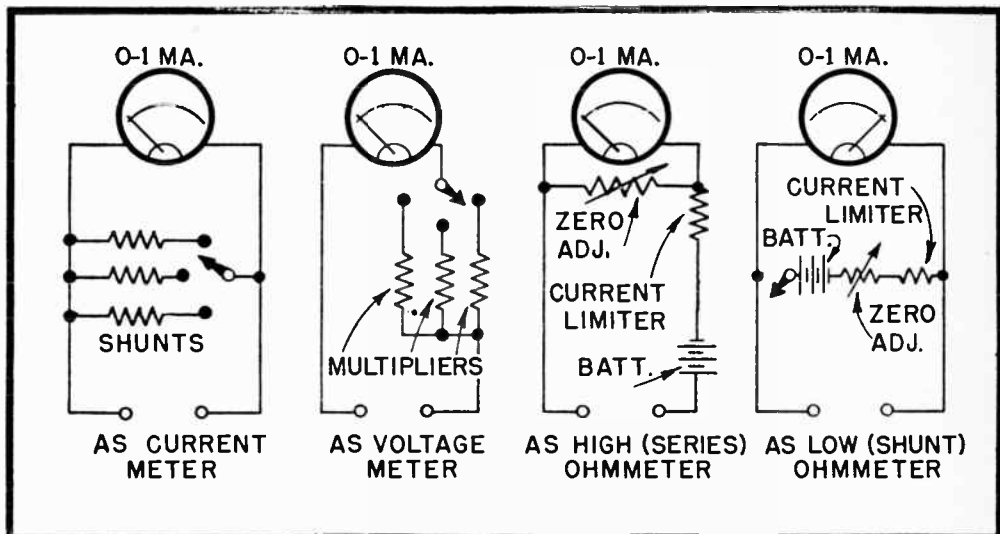 0-1 MA.
0-1 MA.
0-1 MA.
0-1 MA.
SHUNTS
AS CURRENT
METER
MULTIPLIERS
AS VOLTAGE
METER
ZERO
ADJ.
CURRENT
LIMITER
BATT.
AS HIGH (SERIES)
OHMMETER
CURRENT
LIMITER
BATT.
ZERO
ADJ.
AS LOW (SHUNT)
OHMMETER